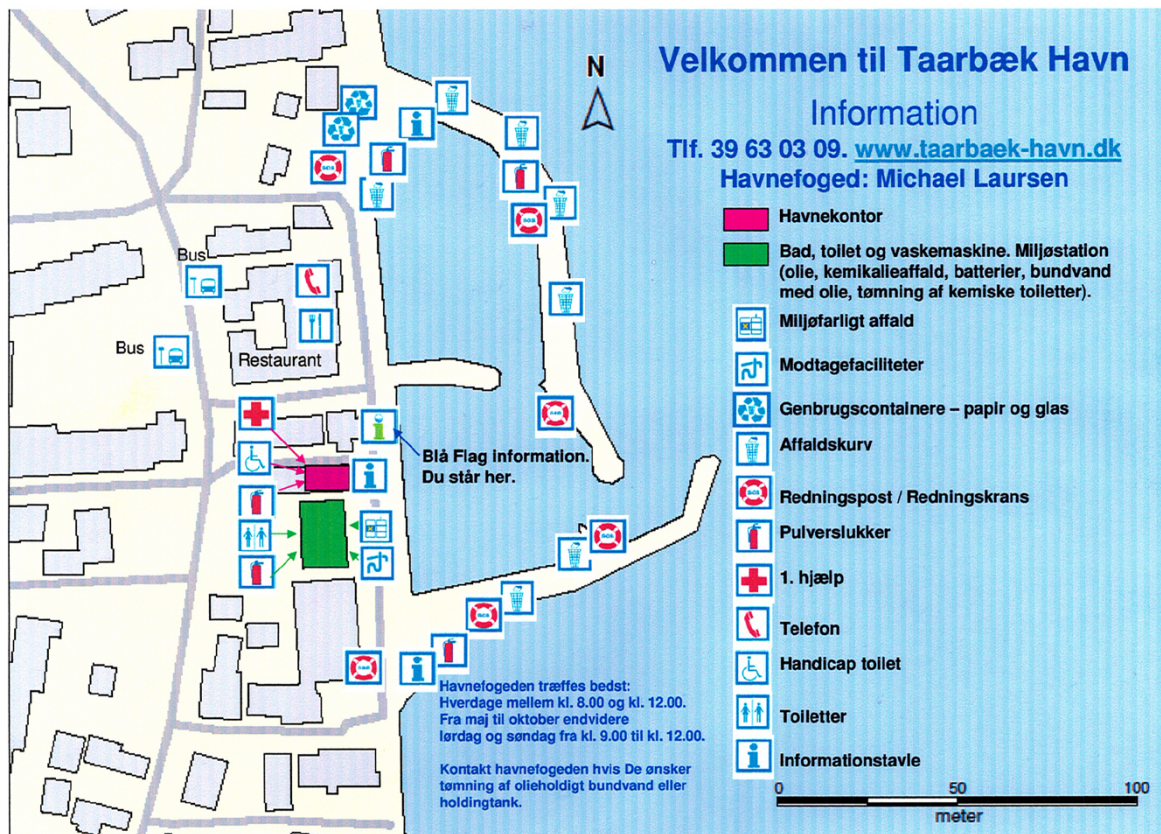 Velkommen til Taarbæk Havn
Information
Tlf. 39 63 03 09. www.taarbaek-havn.dk
Havnefoged: Michael Laursen
N
Havnekontor
Bad, toilet og vaskemaskine. Miljøstation
(olie, kemikalieaffald, batterier, bundvand
med olie, tømning af kemiske toiletter).
Miljøfarligt affald
Modtagefaciliteter
Genbrugscontainere – papir og glas
Affaldskurv
Redningspost / Redningskrans
Pulverslukker
1. hjælp
Telefon
Handicap toilet
Toiletter
Informationstavle
0 50 100
meter
Bus
Bus
Restaurant
Blå Flag information.
Du står her.
Havnefogeden træffes bedst:
Hverdage mellem kl. 8.00 og kl. 12.00.
Fra maj til oktober endvidere
lørdag og søndag fra kl. 9.00 til kl. 12.00.
Kontakt havnefogeden hvis De ønsker
tømning af olieholdigt bundvand eller
holdingtank.